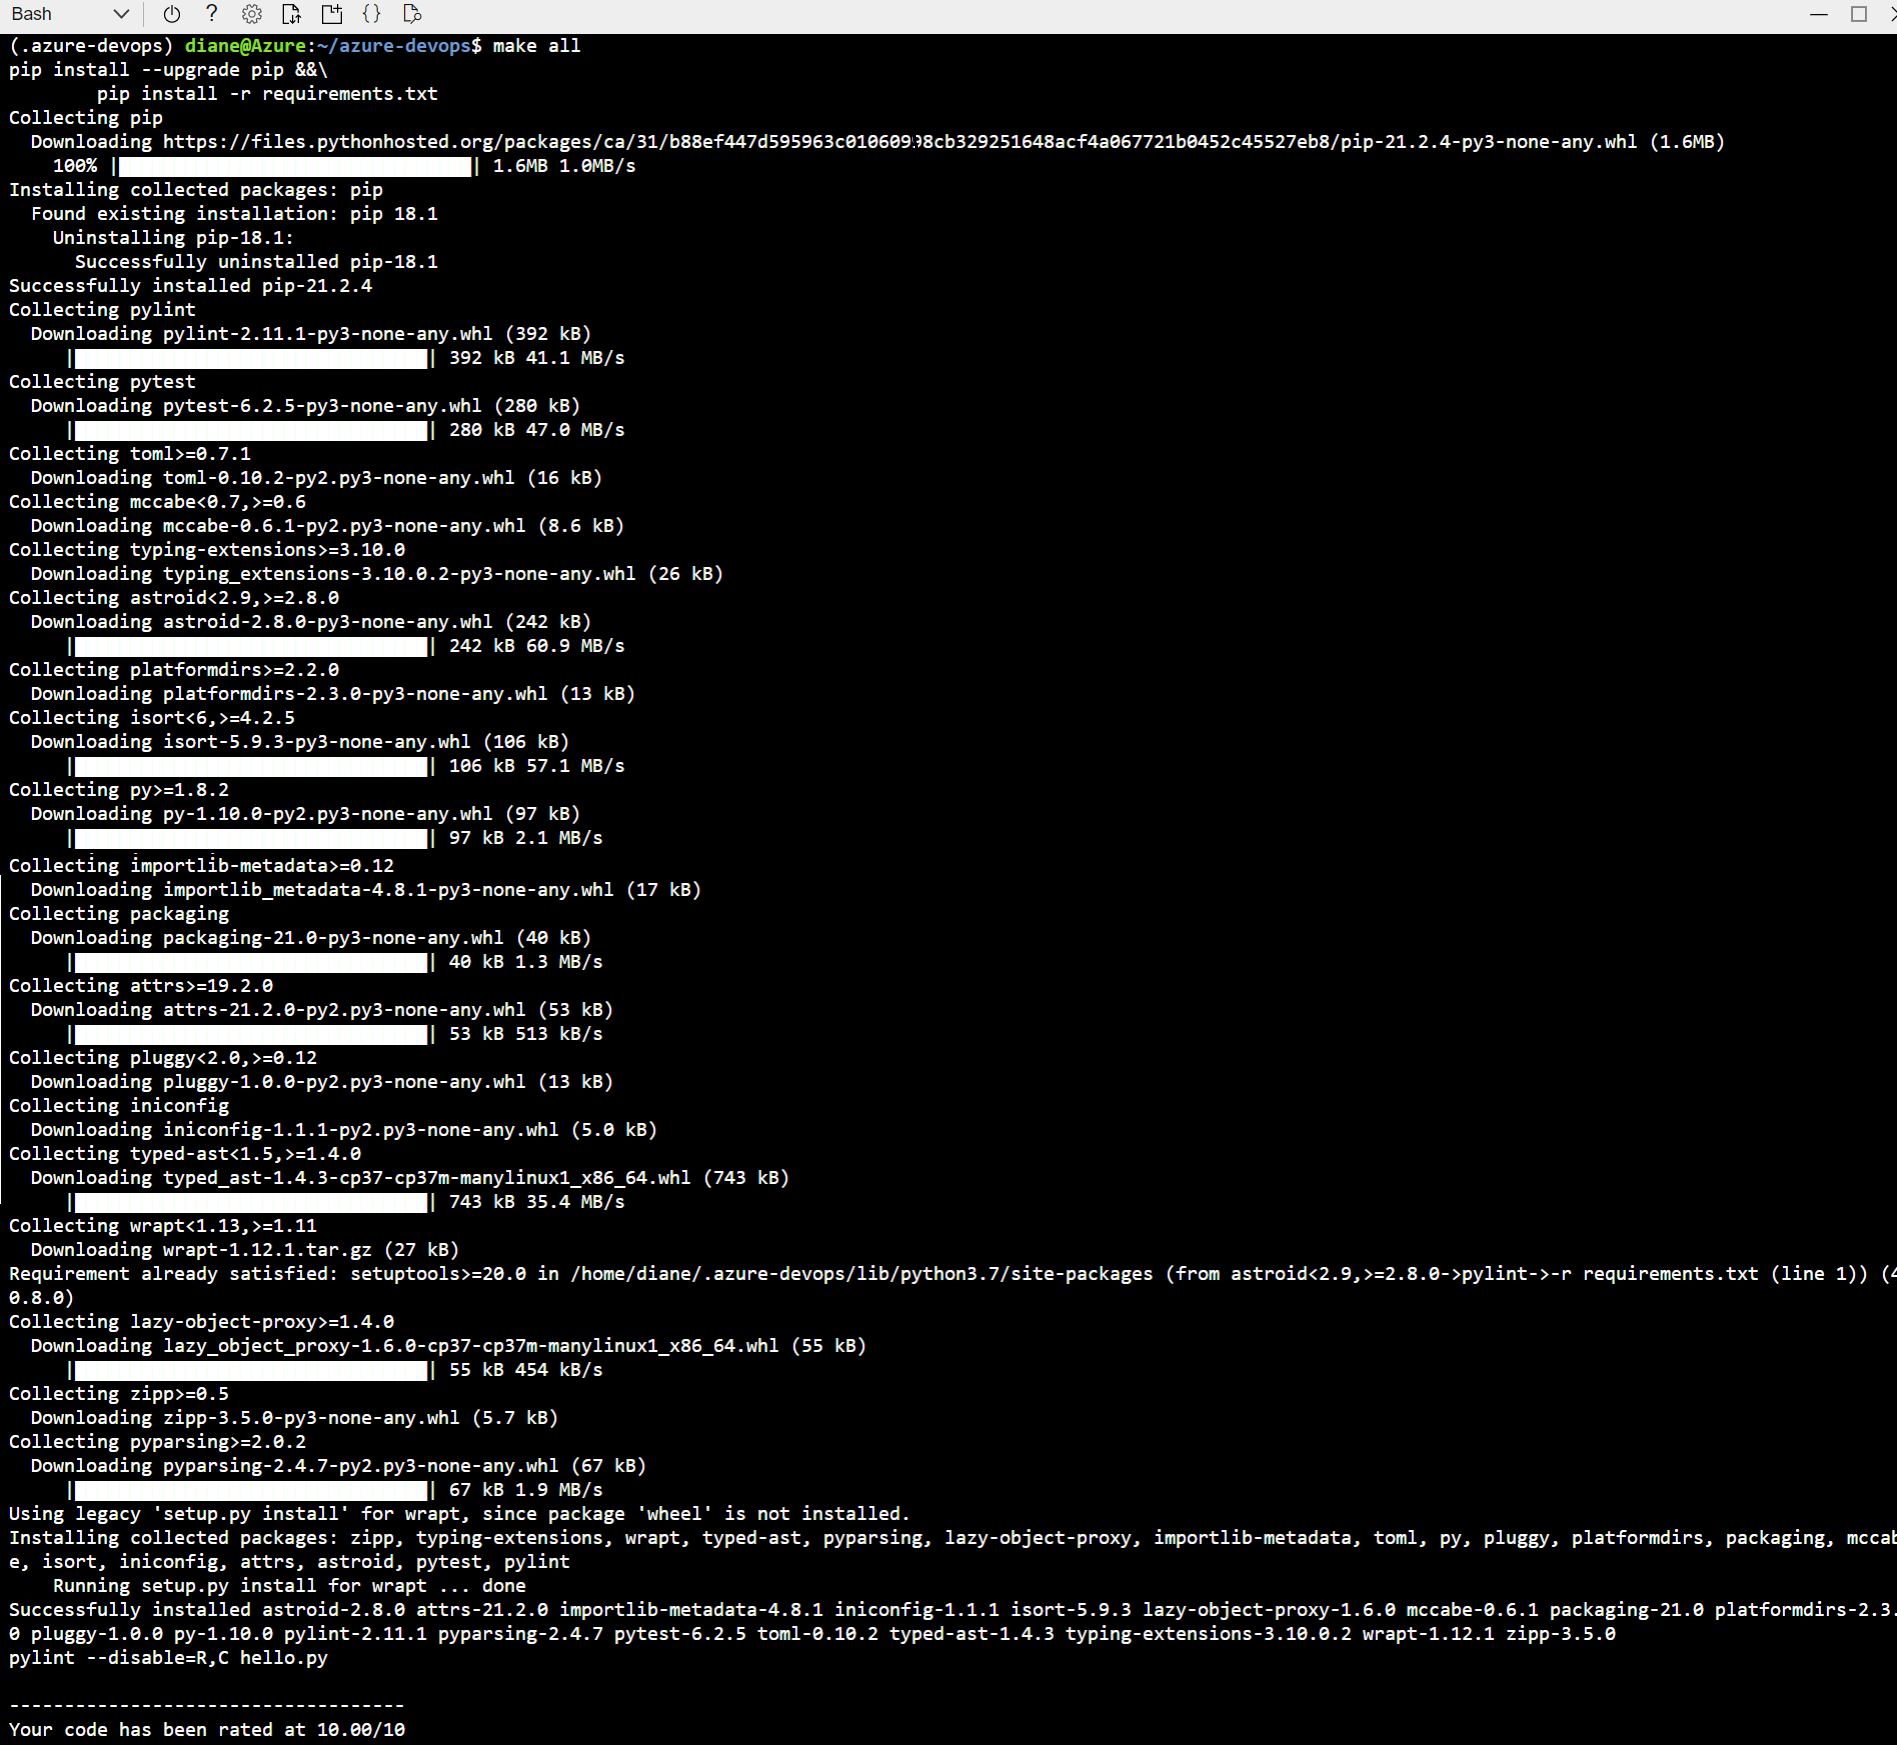 Bash
(.azure-devops) diane@Azure:~/azure-devops$ make all
pip install --upgrade pip &&\
        pip install -r requirements.txt
Collecting pip
  Downloading https://files.pythonhosted.org/packages/ca/31/b88ef447d595963c01060998cb329251648acf4a067721b0452c45527eb8/pip-21.2.4-py3-none-any.whl (1.6MB)
    100% |████████████████████████████████| 1.6MB 1.0MB/s
Installing collected packages: pip
  Found existing installation: pip 18.1
    Uninstalling pip-18.1:
      Successfully uninstalled pip-18.1
Successfully installed pip-21.2.4
Collecting pylint
  Downloading pylint-2.11.1-py3-none-any.whl (392 kB)
     |████████████████████████████████| 392 kB 41.1 MB/s
Collecting pytest
  Downloading pytest-6.2.5-py3-none-any.whl (280 kB)
     |████████████████████████████████| 280 kB 47.0 MB/s
Collecting toml>=0.7.1
  Downloading toml-0.10.2-py2.py3-none-any.whl (16 kB)
Collecting mccabe<0.7,>=0.6
  Downloading mccabe-0.6.1-py2.py3-none-any.whl (8.6 kB)
Collecting typing-extensions>=3.10.0
  Downloading typing_extensions-3.10.0.2-py3-none-any.whl (26 kB)
Collecting astroid<2.9,>=2.8.0
  Downloading astroid-2.8.0-py3-none-any.whl (242 kB)
     |████████████████████████████████| 242 kB 60.9 MB/s
Collecting platformdirs>=2.2.0
  Downloading platformdirs-2.3.0-py3-none-any.whl (13 kB)
Collecting isort<6,>=4.2.5
  Downloading isort-5.9.3-py3-none-any.whl (106 kB)
     |████████████████████████████████| 106 kB 57.1 MB/s
Collecting py>=1.8.2
  Downloading py-1.10.0-py2.py3-none-any.whl (97 kB)
     |████████████████████████████████| 97 kB 2.1 MB/s
Collecting importlib-metadata>=0.12
  Downloading importlib_metadata-4.8.1-py3-none-any.whl (17 kB)
Collecting packaging
  Downloading packaging-21.0-py3-none-any.whl (40 kB)
     |████████████████████████████████| 40 kB 1.3 MB/s
Collecting attrs>=19.2.0
  Downloading attrs-21.2.0-py2.py3-none-any.whl (53 kB)
     |████████████████████████████████| 53 kB 513 kB/s
Collecting pluggy<2.0,>=0.12
  Downloading pluggy-1.0.0-py2.py3-none-any.whl (13 kB)
Collecting iniconfig
  Downloading iniconfig-1.1.1-py2.py3-none-any.whl (5.0 kB)
Collecting typed-ast<1.5,>=1.4.0
  Downloading typed_ast-1.4.3-cp37-cp37m-manylinux1_x86_64.whl (743 kB)
     |████████████████████████████████| 743 kB 35.4 MB/s
Collecting wrapt<1.13,>=1.11
  Downloading wrapt-1.12.1.tar.gz (27 kB)
Requirement already satisfied: setuptools>=20.0 in /home/diane/.azure-devops/lib/python3.7/site-packages (from astroid<2.9,>=2.8.0->pylint->-r requirements.txt (line 1)) (4
0.8.0)
Collecting lazy-object-proxy>=1.4.0
  Downloading lazy_object_proxy-1.6.0-cp37-cp37m-manylinux1_x86_64.whl (55 kB)
     |████████████████████████████████| 55 kB 454 kB/s
Collecting zipp>=0.5
  Downloading zipp-3.5.0-py3-none-any.whl (5.7 kB)
Collecting pyparsing>=2.0.2
  Downloading pyparsing-2.4.7-py2.py3-none-any.whl (67 kB)
     |████████████████████████████████| 67 kB 1.9 MB/s
Using legacy 'setup.py install' for wrapt, since package 'wheel' is not installed.
Installing collected packages: zipp, typing-extensions, wrapt, typed-ast, pyparsing, lazy-object-proxy, importlib-metadata, toml, py, pluggy, platformdirs, packaging, mccab
e, isort, iniconfig, attrs, astroid, pytest, pylint
    Running setup.py install for wrapt ... done
Successfully installed astroid-2.8.0 attrs-21.2.0 importlib-metadata-4.8.1 iniconfig-1.1.1 isort-5.9.3 lazy-object-proxy-1.6.0 mccabe-0.6.1 packaging-21.0 platformdirs-2.3.
0 pluggy-1.0.0 py-1.10.0 pylint-2.11.1 pyparsing-2.4.7 pytest-6.2.5 toml-0.10.2 typed-ast-1.4.3 typing-extensions-3.10.0.2 wrapt-1.12.1 zipp-3.5.0
pylint --disable=R,C hello.py
------------------------------------
Your code has been rated at 10.00/10